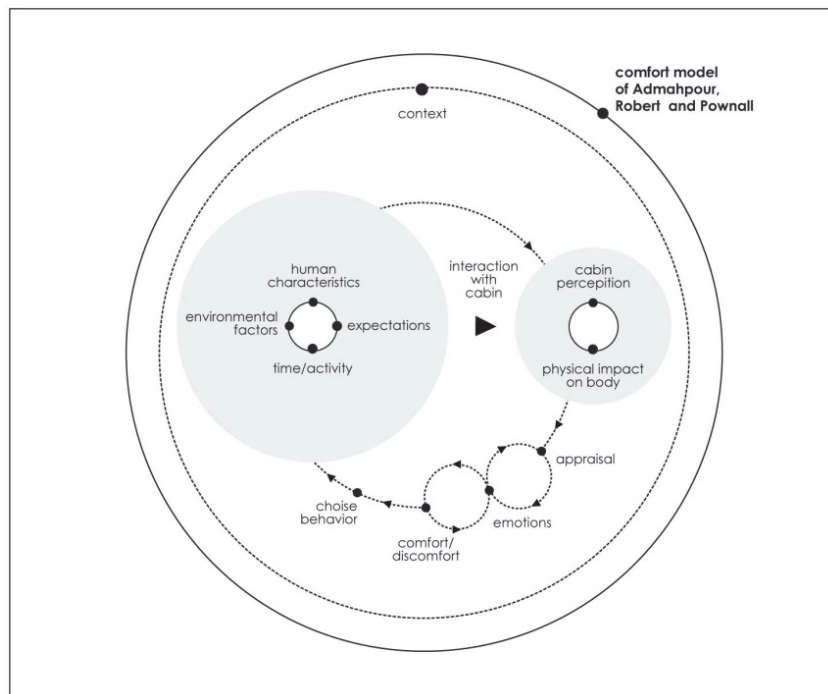 comfort model
of Admahpour,
Robert and Pownall
context
human
characteristics
environmental
factors
expectations
time/activity
interaction
with
cabin
cabin
percepition
physical impact
on body
appraisal
emotions
comfort/
discomfort
choise
behavior